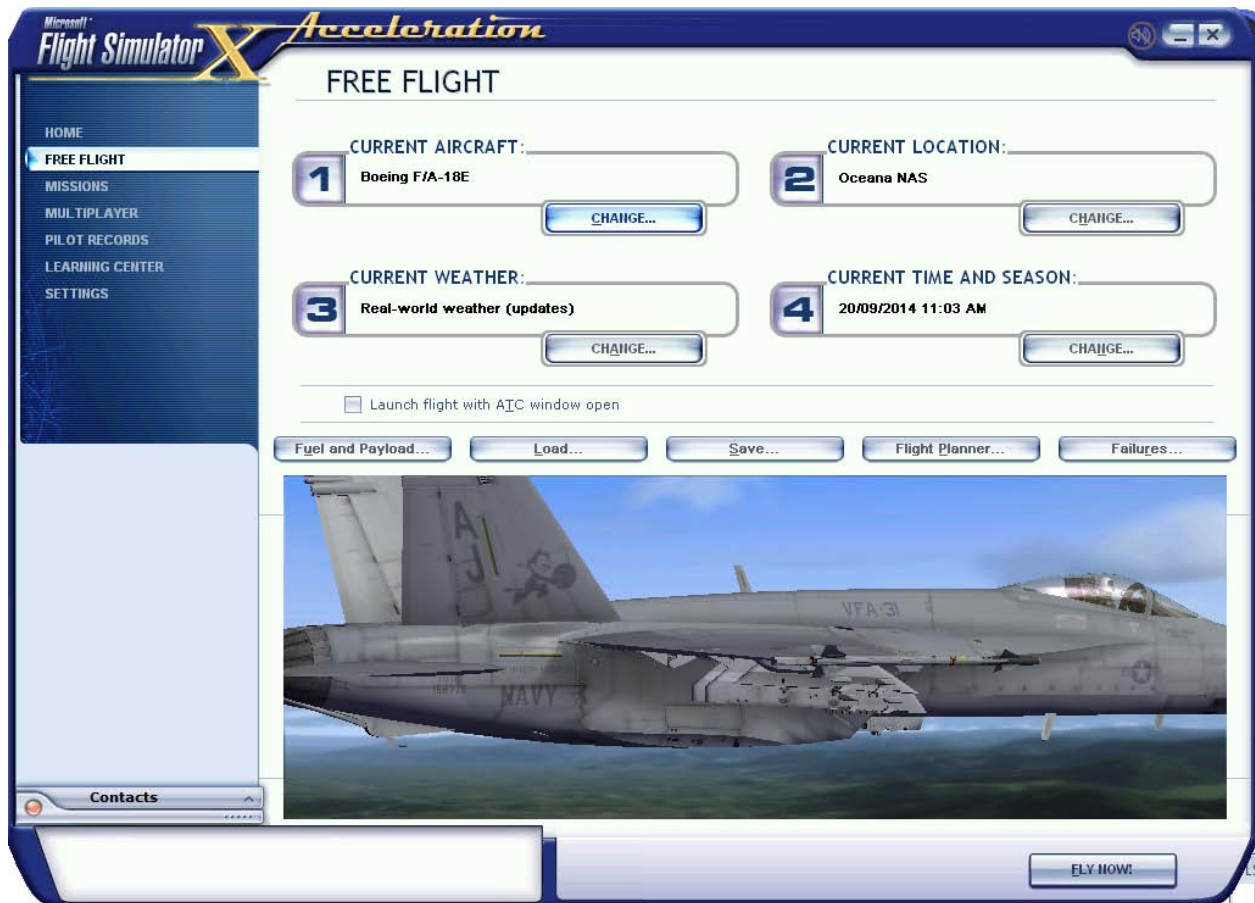 Microsoft
Flight Simulator X Acceleration
FREE FLIGHT
HOME
FREE FLIGHT
MISSIONS
MULTIPLAYER
PILOT RECORDS
LEARNING CENTER
SETTINGS
1 CURRENT AIRCRAFT:
Boeing F/A-18E
CHANGE...
2 CURRENT LOCATION:
Oceana NAS
CHANGE...
3 CURRENT WEATHER:
Real-world weather (updates)
CHANGE...
4 CURRENT TIME AND SEASON:
20/09/2014 11:03 AM
CHANGE...
Launch flight with ATC window open
Fuel and Payload... Load... Save... Flight Planner... Failures...
AJ
VFA-31
NAVY
Contacts
FLY NOW!